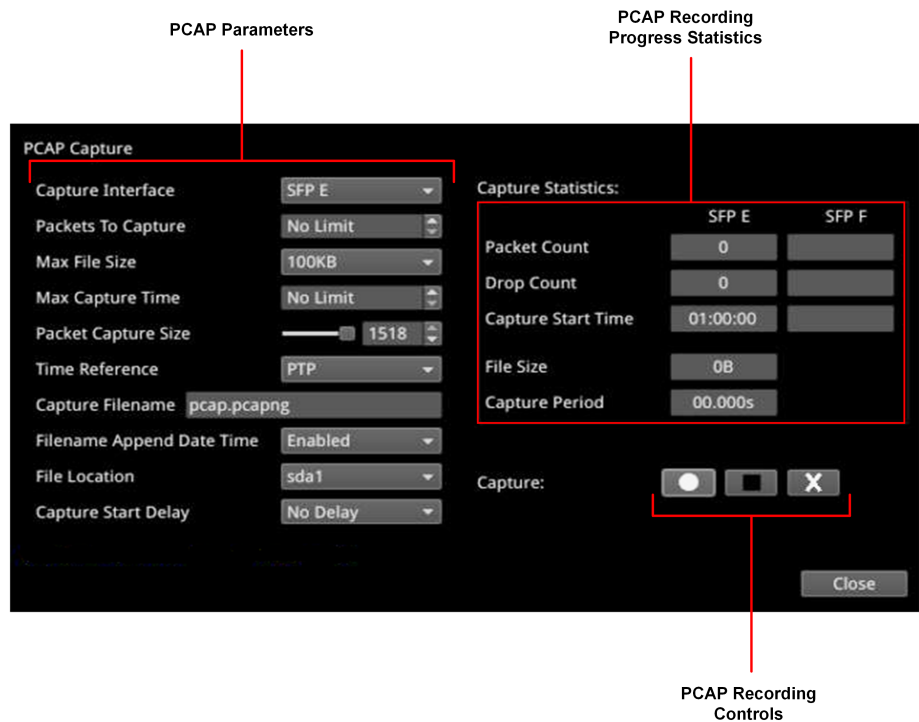 PCAP Parameters
PCAP Recording
Progress Statistics
PCAP Capture
Capture Interface SFP E
Packets To Capture No Limit
Max File Size 100KB
Max Capture Time No Limit
Packet Capture Size 1518
Time Reference PTP
Capture Filename pcap.pcapng
Filename Append Date Time Enabled
File Location sda1
Capture Start Delay No Delay
Capture Statistics:
SFP E SFP F
Packet Count 0
Drop Count 0
Capture Start Time 01:00:00
File Size 0B
Capture Period 00.000s
Capture: X
Close
PCAP Recording
Controls